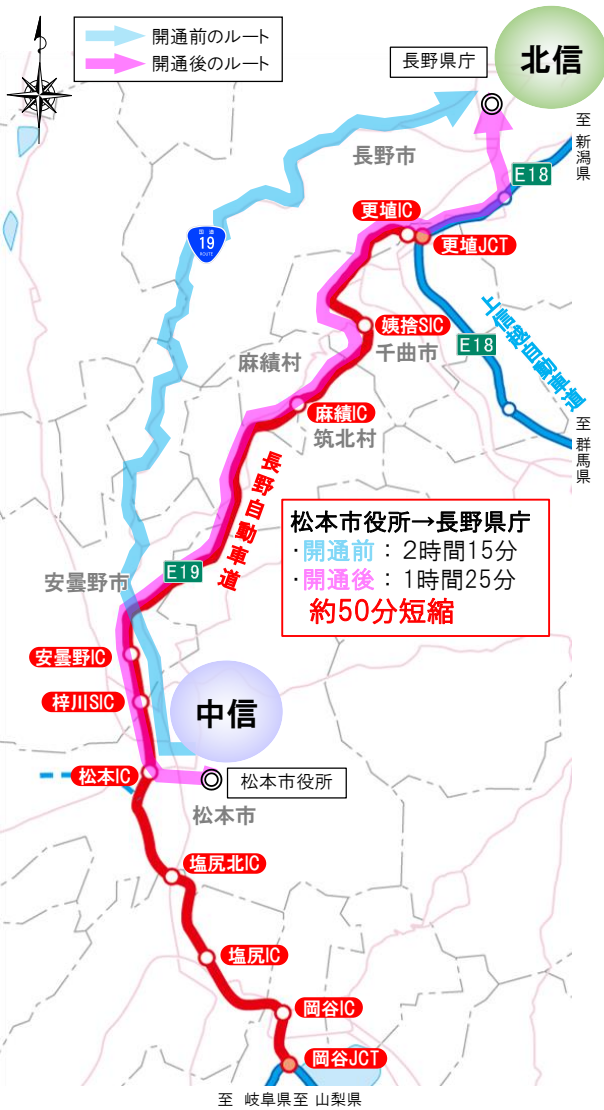 開通前のルート
開通後のルート
北信
長野県庁
至 新潟県
長野市
E18
国道
19
ROUTE
更埴IC
更埴JCT
姨捨SIC
E18
上信越自動車道
千曲市
麻績村
麻績IC
筑北村
至 群馬県
長野自動車道
松本市役所→長野県庁
・開通前：2時間15分
・開通後：1時間25分
約50分短縮
E19
安曇野市
安曇野IC
梓川SIC
中信
松本IC
松本市役所
松本市
塩尻北IC
塩尻IC
岡谷IC
岡谷JCT
至 岐阜県至 山梨県